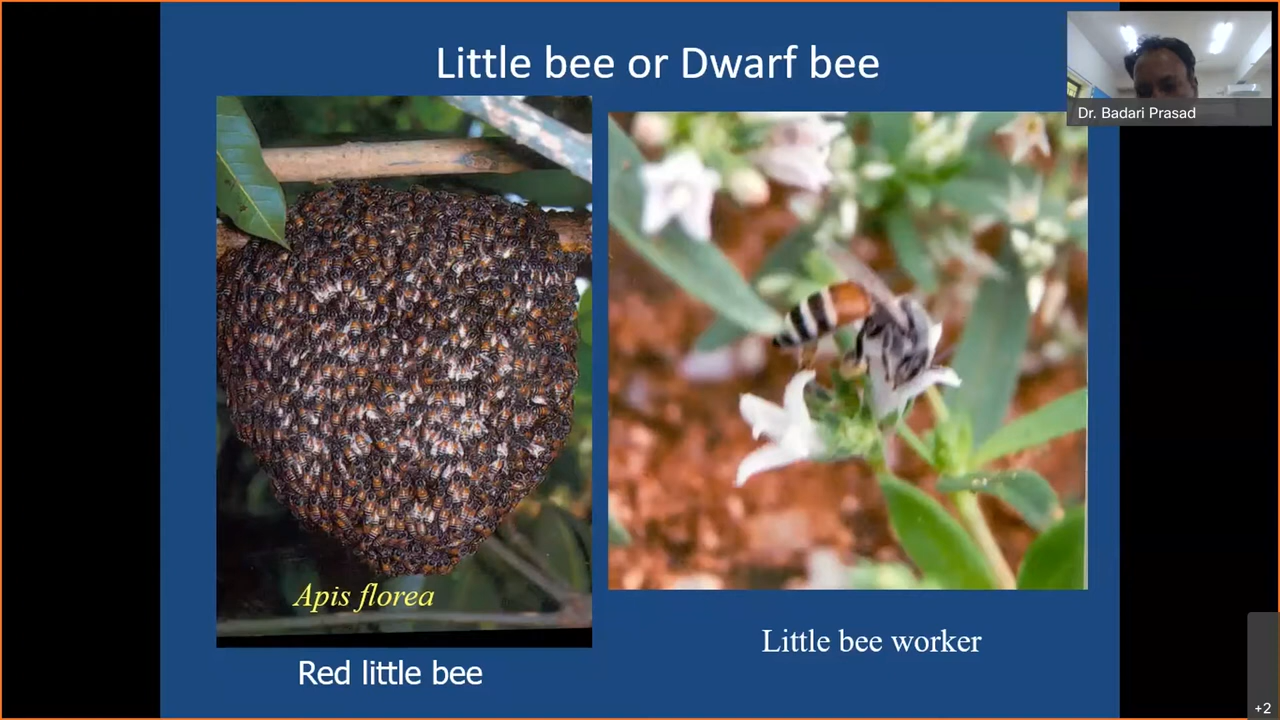 Little bee or Dwarf bee
Dr. Badari Prasad
Apis florea
Red little bee
Little bee worker
+2